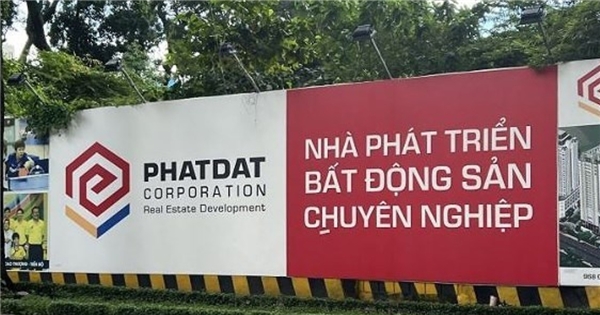 PHATDAT
CORPORATION
Real Estate Development
NHÀ PHÁT TRIỂN
BẤT ĐỘNG SẢN
CHUYÊN NGHIỆP